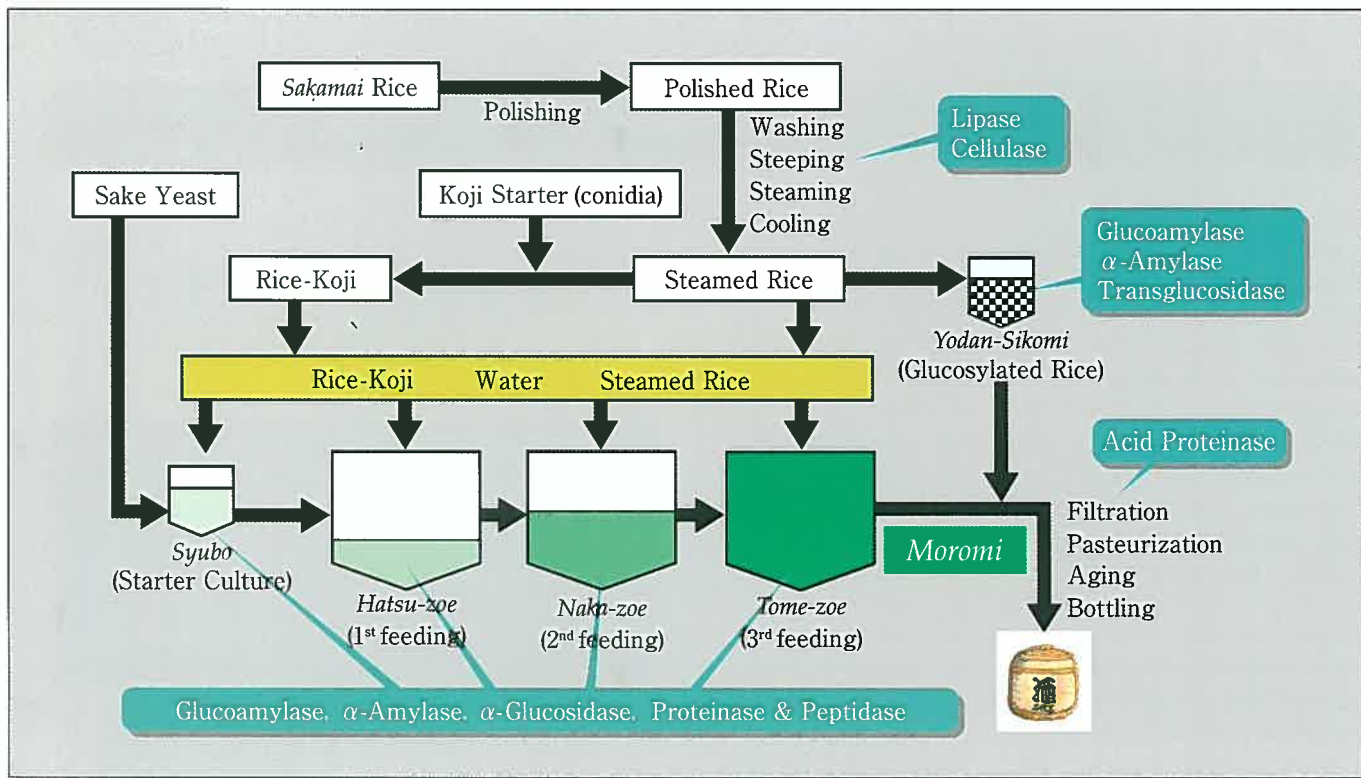 Sakamai Rice
Polishing
Polished Rice
Washing
Steeping
Steaming
Cooling
Lipase
Cellulase
Sake Yeast
Koji Starter (conidia)
Rice-Koji
Steamed Rice
Glucoamylase
α-Amylase
Transglucosidase
Yodan-Sikomi
(Glucosylated Rice)
Rice-Koji Water Steamed Rice
Acid Proteinase
Syubo
(Starter Culture)
Hatsu-zoe
(1st feeding)
Naka-zoe
(2nd feeding)
Tome-zoe
(3rd feeding)
Moromi
Filtration
Pasteurization
Aging
Bottling
酒
Glucoamylase, α-Amylase, α-Glucosidase, Proteinase & Peptidase